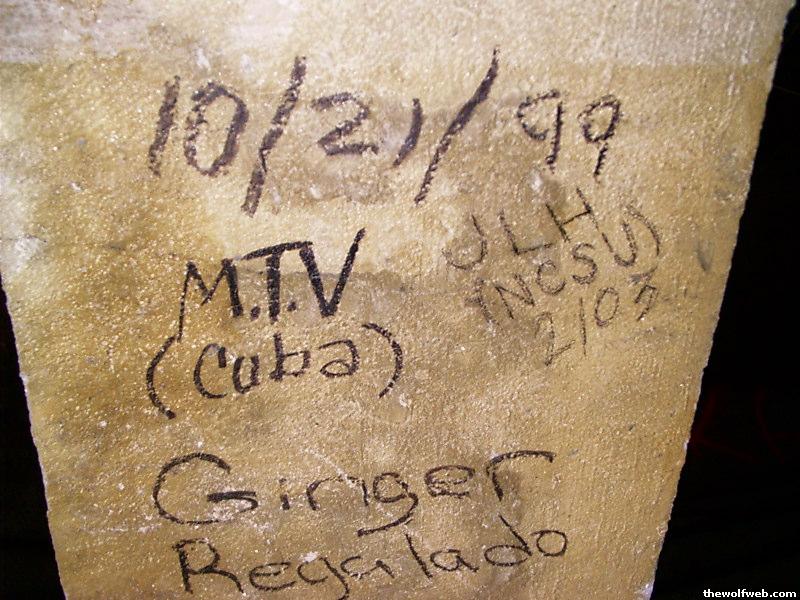 10/21/99
M.T.V
(Cuba)
JLH
(NCSU)
2/03
Ginger
Regalado
thewolfweb.com